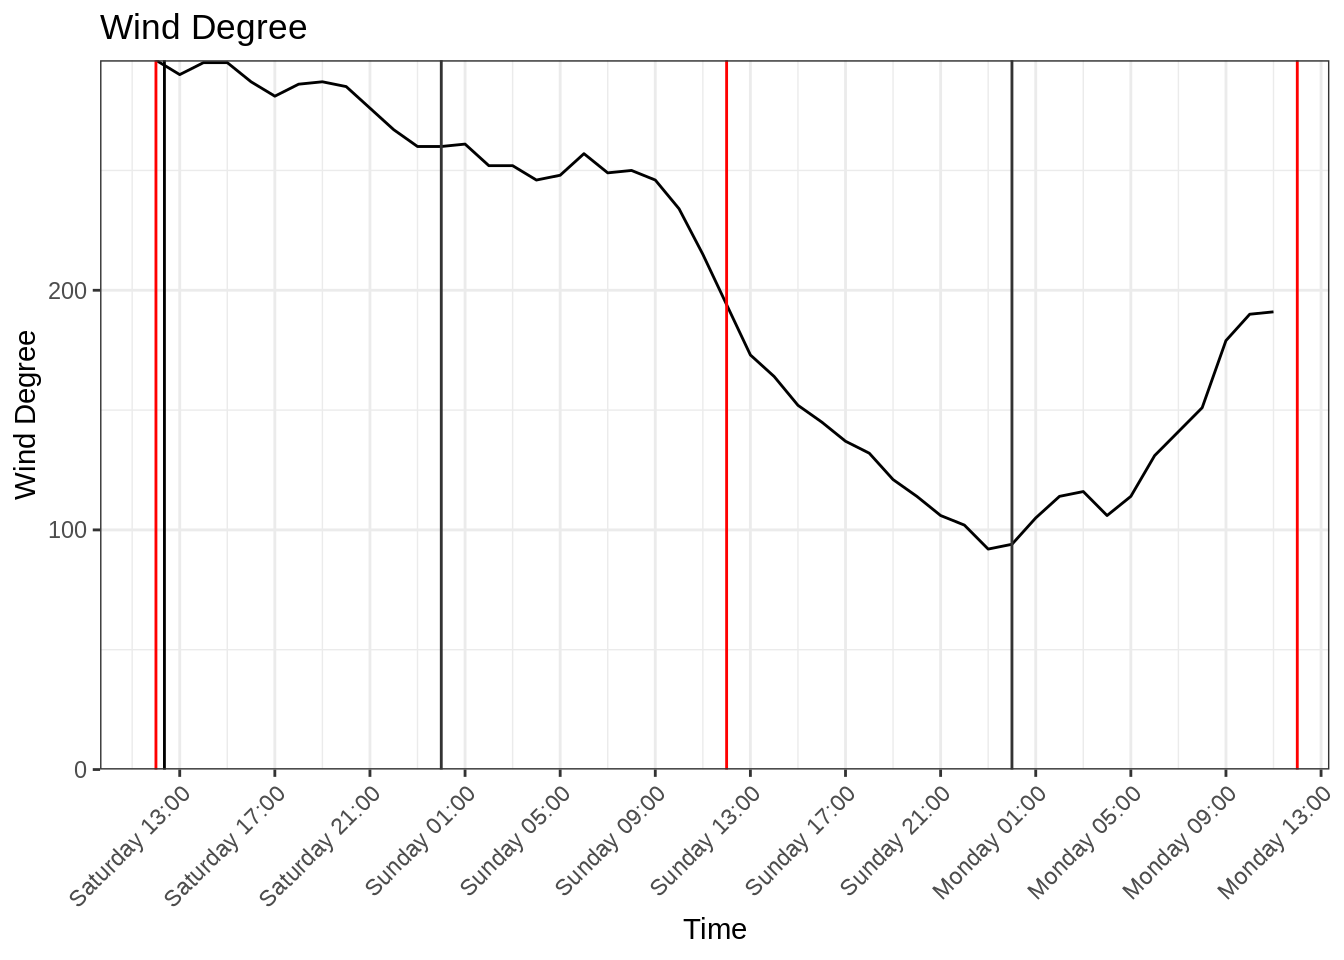 Wind Degree
Wind Degree
200
100
0
Saturday 13:00
Saturday 17:00
Saturday 21:00
Sunday 01:00
Sunday 05:00
Sunday 09:00
Sunday 13:00
Sunday 17:00
Sunday 21:00
Monday 01:00
Monday 05:00
Monday 09:00
Monday 13:00
Time